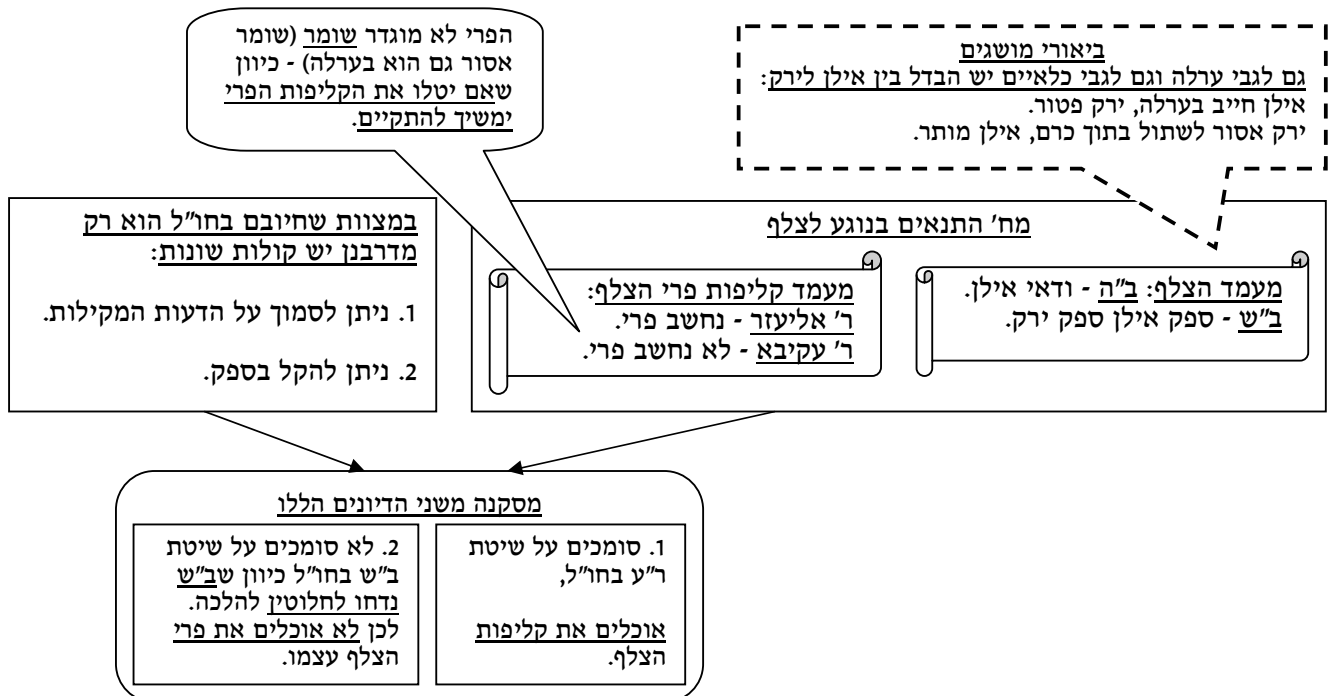 ביאורי מושגים
גם לגבי ערלה וגם לגבי כלאיים יש הבדל בין אילן לירק:
אילן חייב בערלה, ירק פטור.
ירק אסור לשתול בתוך כרם, אילן מותר.
הפרי לא מוגדר שומר (שומר
אסור גם הוא בערלה) - כיוון
שאם יטלו את הקליפות הפרי
ימשיך להתקיים.
מח' התנאים בנוגע לצלף
מעמד הצלף: ב"ה - ודאי אילן.
ב"ש - ספק אילן ספק ירק.
מעמד קליפות פרי הצלף:
ר' אליעזר - נחשב פרי.
ר' עקיבא - לא נחשב פרי.
במצוות שחיובם בחו"ל הוא רק
מדרבנן יש קולות שונות:
1. ניתן לסמוך על הדעות המקילות.
2. ניתן להקל בספק.
מסקנה משני הדיונים הללו
1. סומכים על שיטת
ר"ע בחו"ל,
אוכלים את קליפות
הצלף.
2. לא סומכים על שיטת
ב"ש בחו"ל כיוון שב"ש
נדחו לחלוטין להלכה.
לכן לא אוכלים את פרי
הצלף עצמו.